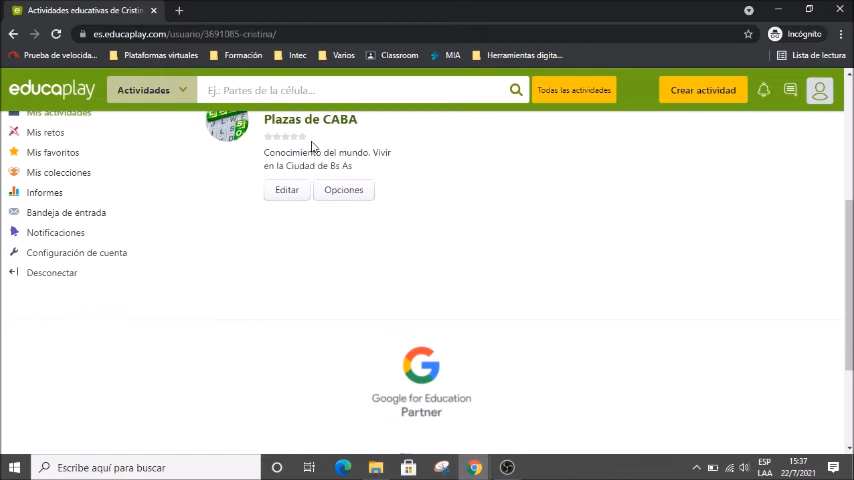 Actividades educativas de Cristin
es.educaplay.com/usuario/3691085-cristina/
Incógnito
Prueba de velocida...
Plataformas virtuales
Formación
Intec
Varios
Classroom
MIA
Herramientas digita...
Lista de lectura
educaplay
Actividades
Ej.: Partes de la célula...
Todas las actividades
Crear actividad
Mis actividades
Mis retos
Mis favoritos
Mis colecciones
Informes
Bandeja de entrada
Notificaciones
Configuración de cuenta
Desconectar
Plazas de CABA
Conocimiento del mundo. Vivir
en la Ciudad de Bs As
Editar
Opciones
Google for Education
Partner
Escribe aquí para buscar
ESP
LAA
15:37
22/7/2021